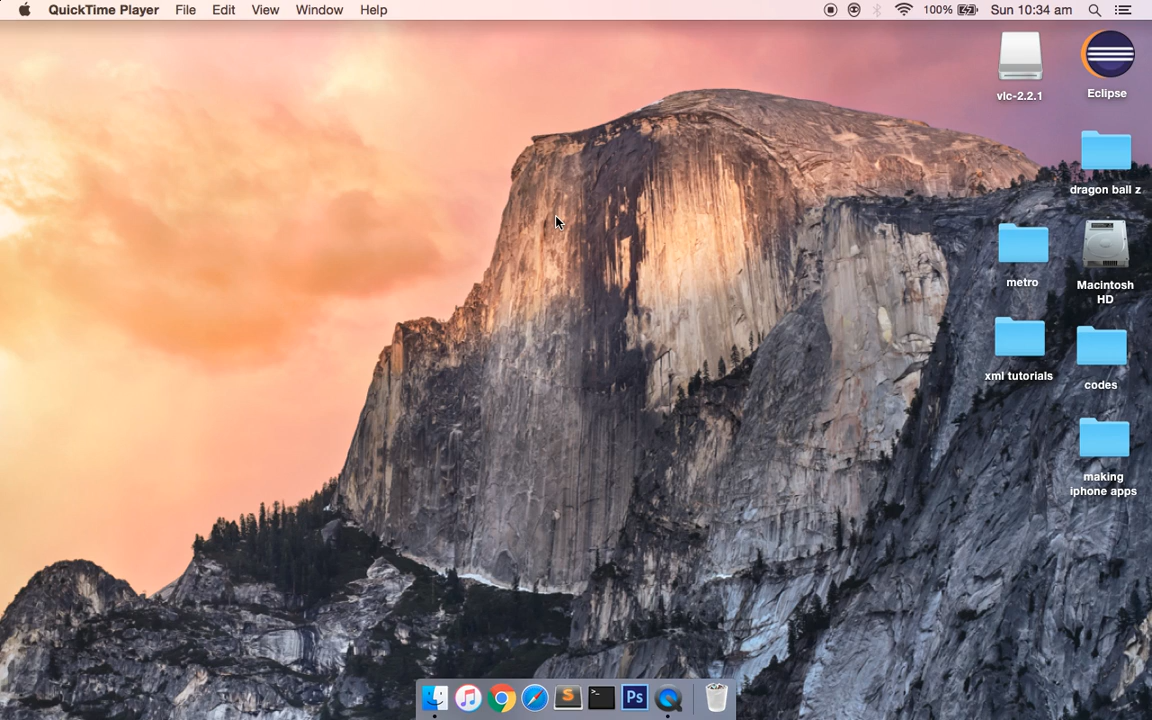 QuickTime Player File Edit View Window Help 100% Sun 10:34 am
vlc-2.2.1
Eclipse
dragon ball z
metro
Macintosh
HD
xml tutorials
codes
making
iphone apps
S
>_
Ps